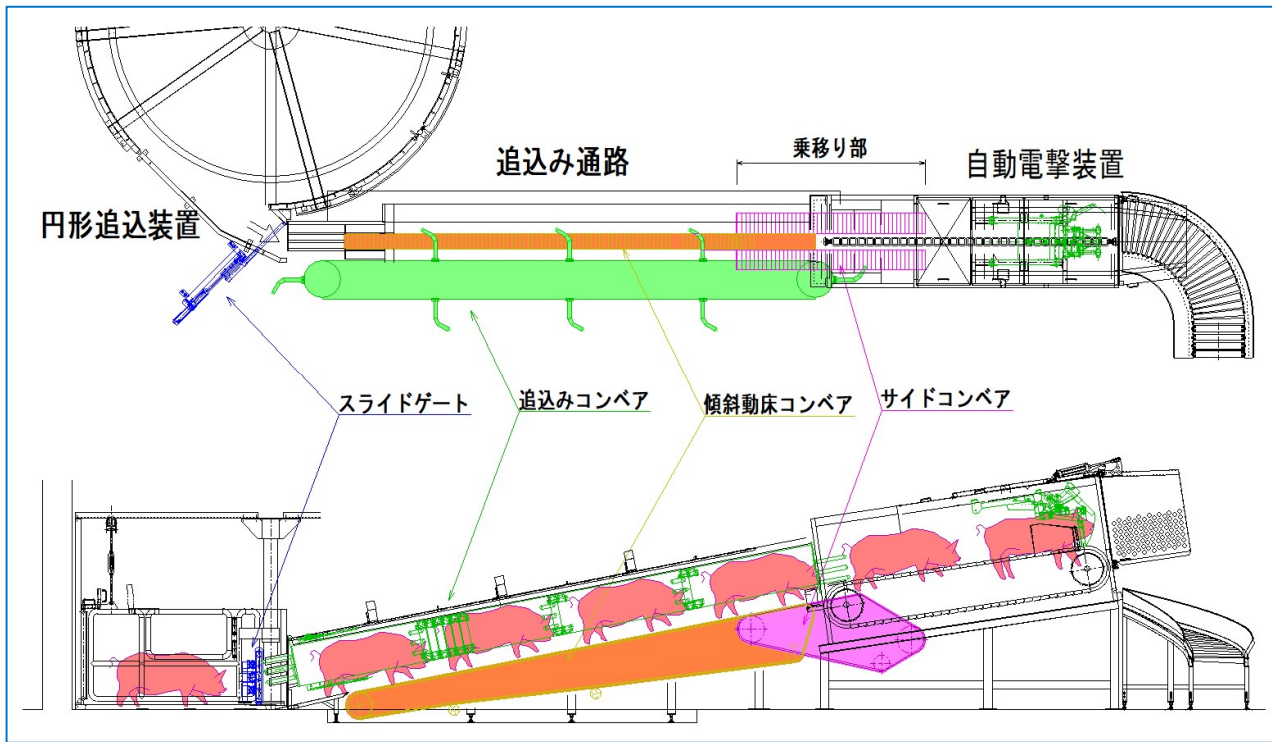 追込み通路
乗移り部
自動電撃装置
円形追込装置
スライドゲート
追込みコンベア
傾斜動床コンベア
サイドコンベア